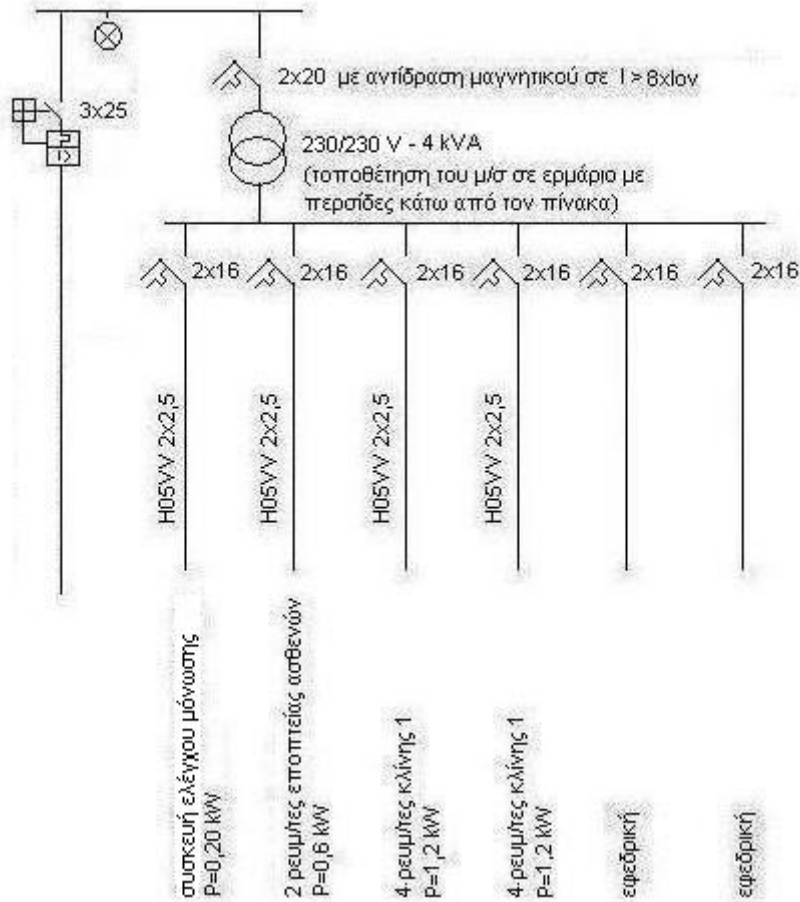 2x20 με αντίδραση μαγνητικού σε I > 8xIον
3x25
230/230 V - 4 kVA
(τοποθέτηση του μ/σ σε ερμάριο με
περσίδες κάτω από τον πίνακα)
2x16
2x16
2x16
2x16
2x16
2x16
H05VV 2x2,5
H05VV 2x2,5
H05VV 2x2,5
H05VV 2x2,5
συσκευή ελέγχου μόνωσης
P=0,20 kW
2 ρευμ/τες εποπτείας ασθενών
P=0,6 kW
4 ρευμ/τες κλίνης 1
P=1,2 kW
4 ρευμ/τες κλίνης 1
P=1,2 kW
εφεδρική
εφεδρική
I>